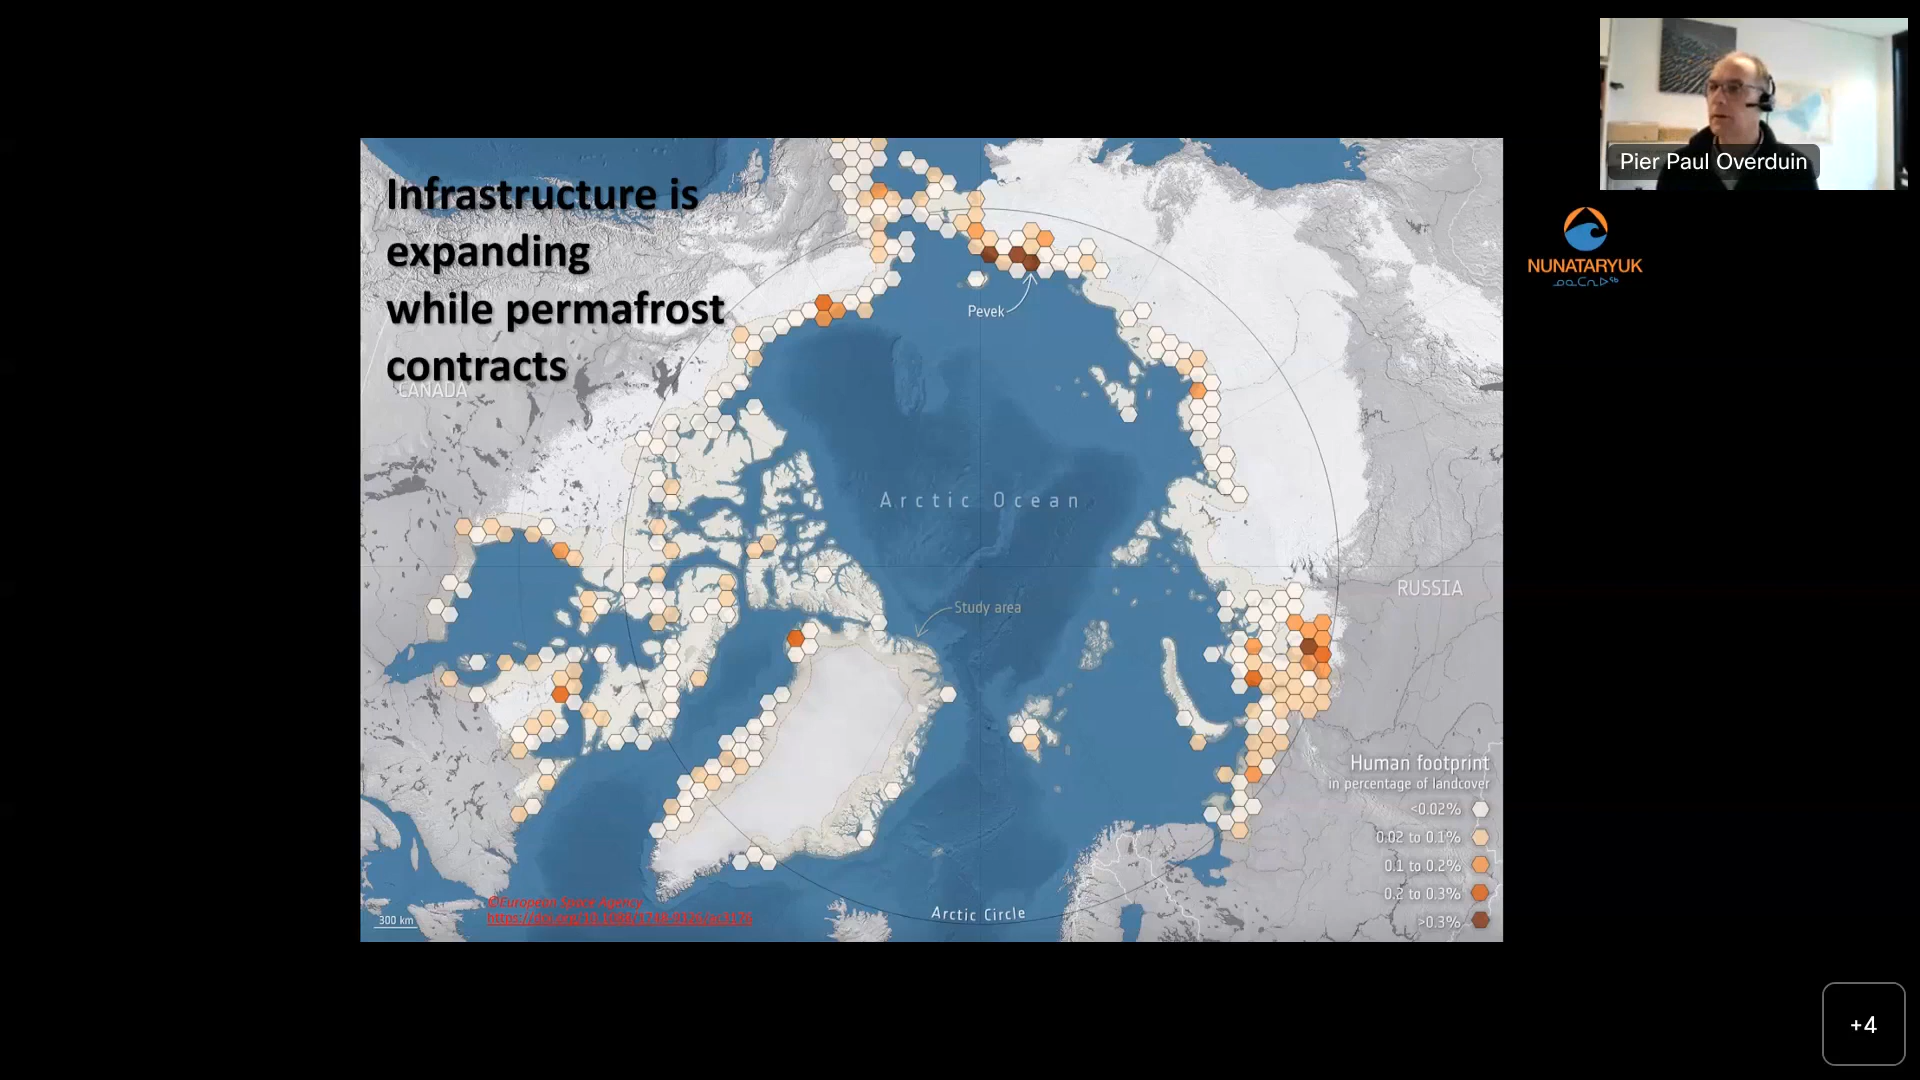 Infrastructure is
expanding
while permafrost
contracts
CANADA
Pevek
Arctic Ocean
Study area
RUSSIA
Human footprint
in percentage of landcover
<0.02%
0.02 to 0.1%
0.1 to 0.2%
0.2 to 0.3%
>0.3%
Arctic Circle
300 km
©European Space Agency
Pier Paul Overduin
NUNATARYUK
ᓄᓇᑕᕆᐅᖅ
+4